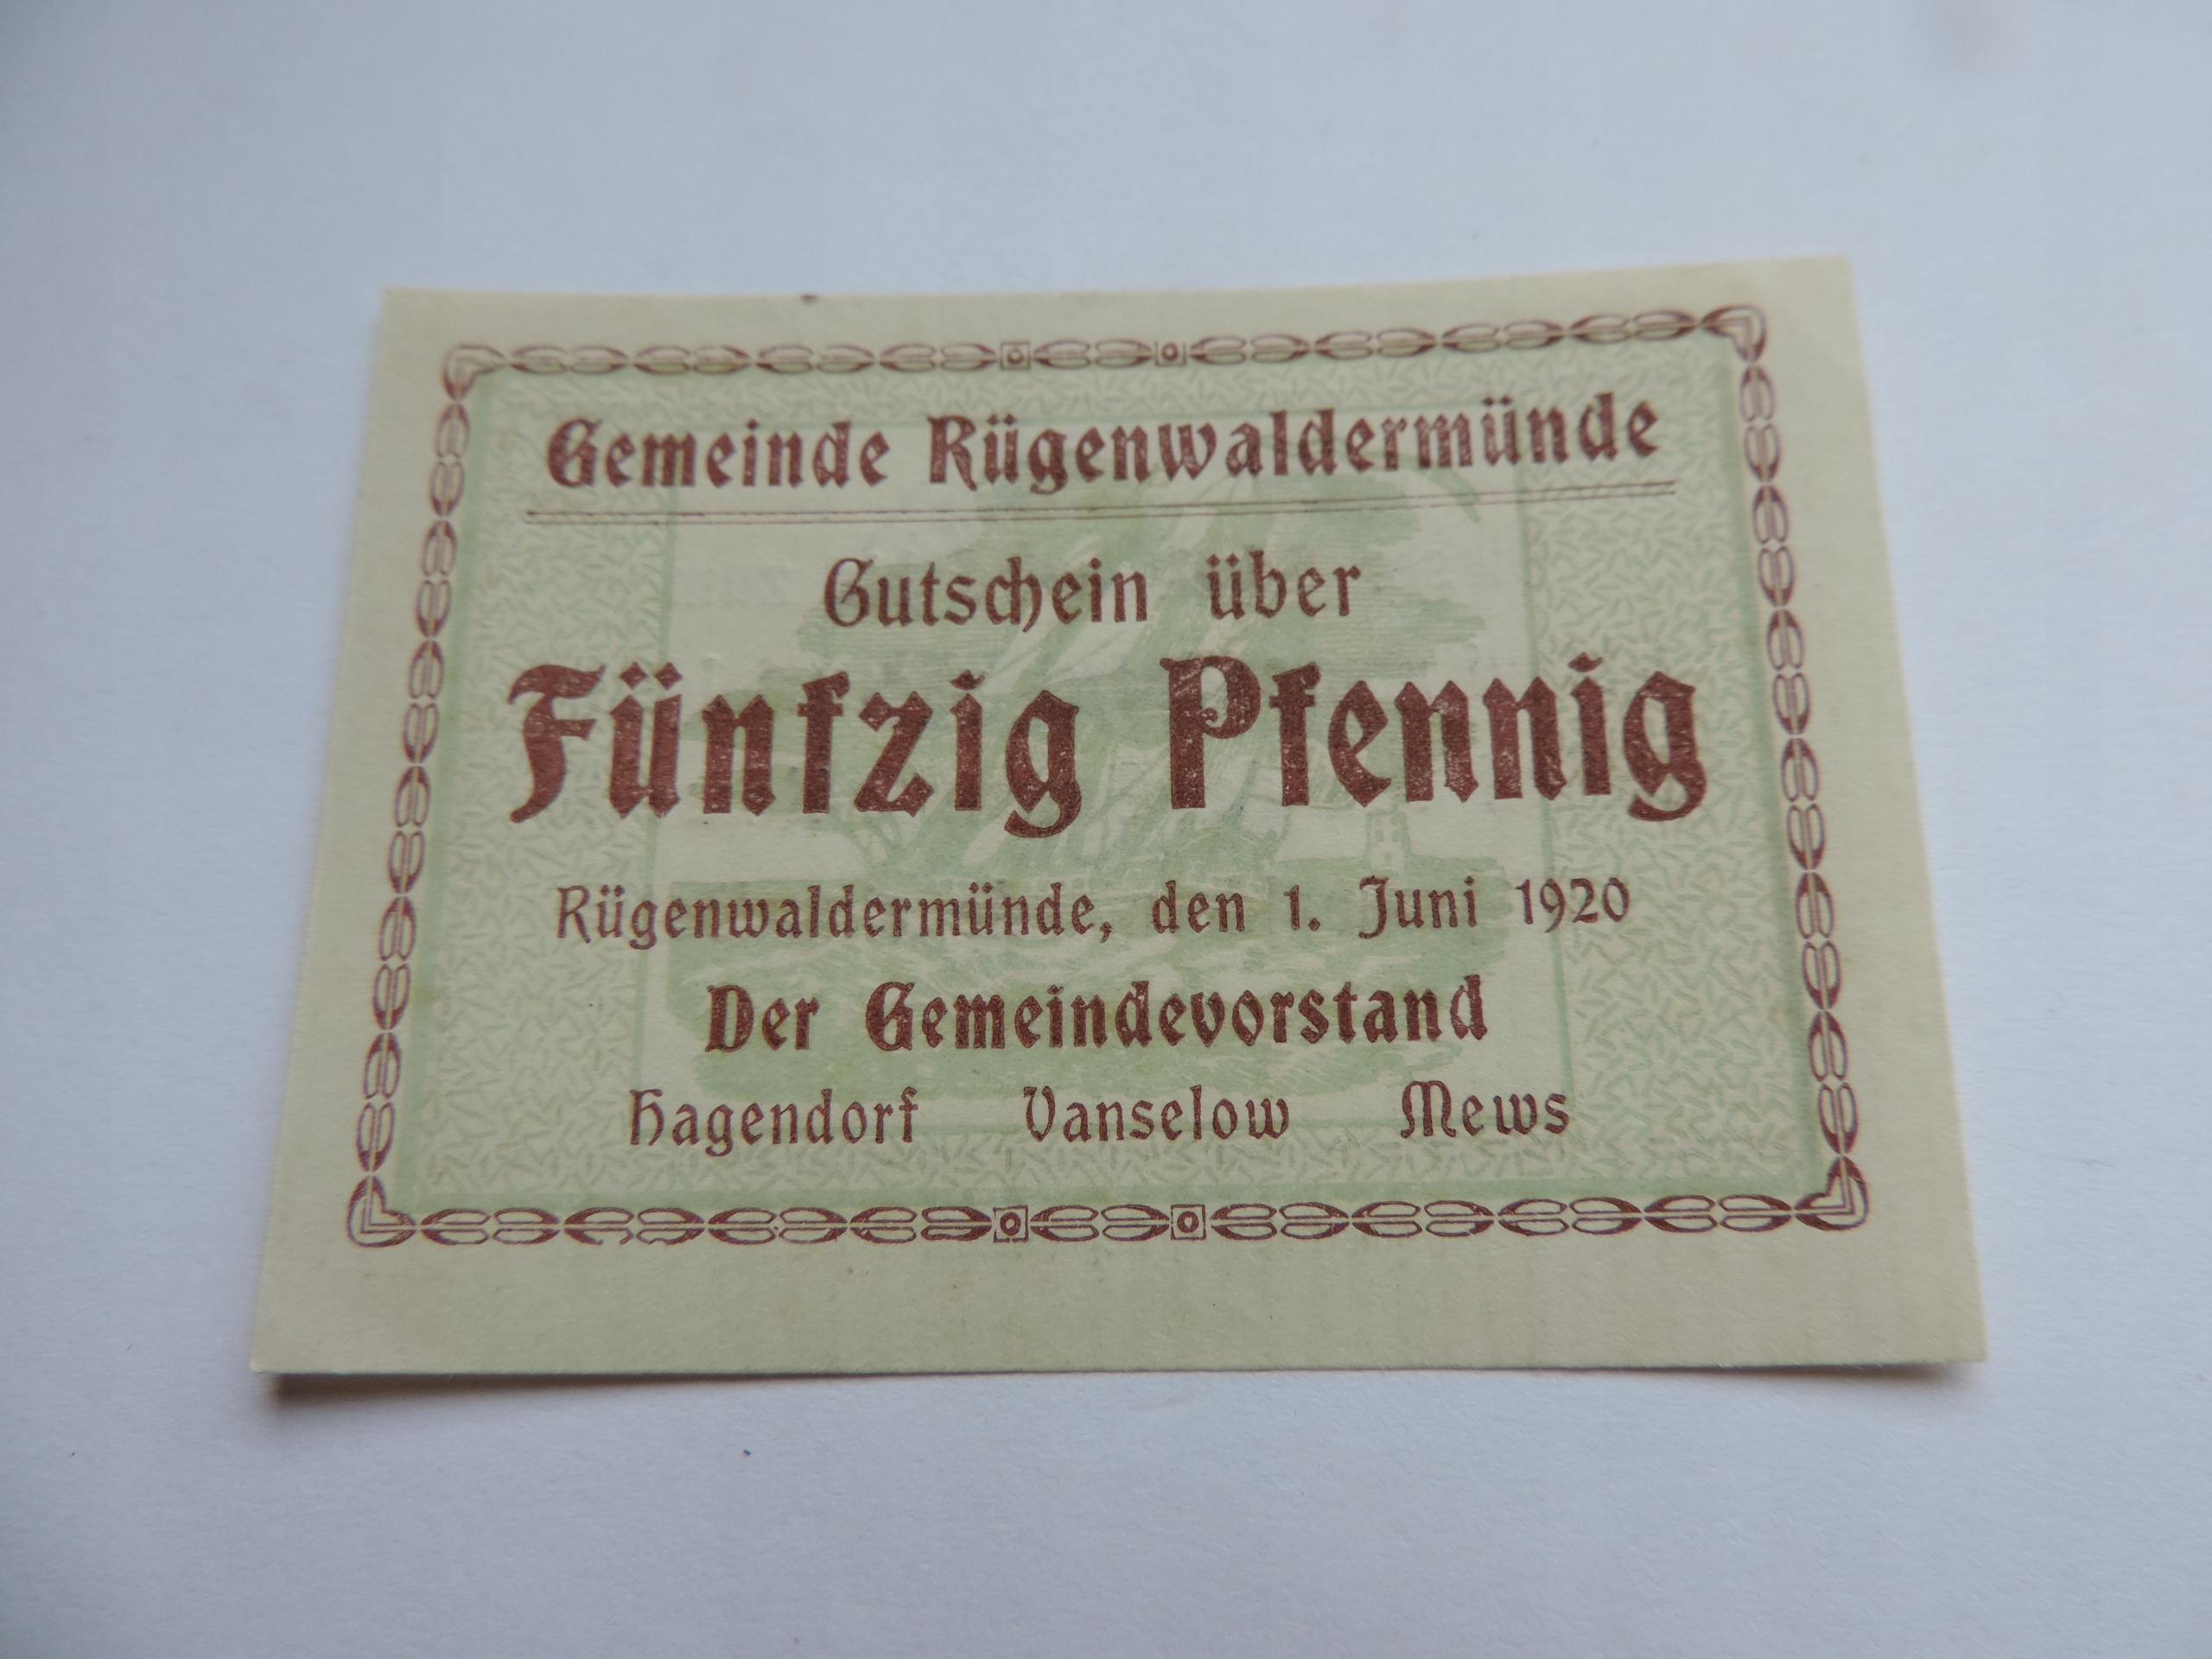 Gemeinde Rügenwaldermünde
Gutschein über
Fünfzig Pfennig
Rügenwaldermünde, den 1. Juni 1920
Der Gemeindevorstand
Hagendorf Vanselow Mews